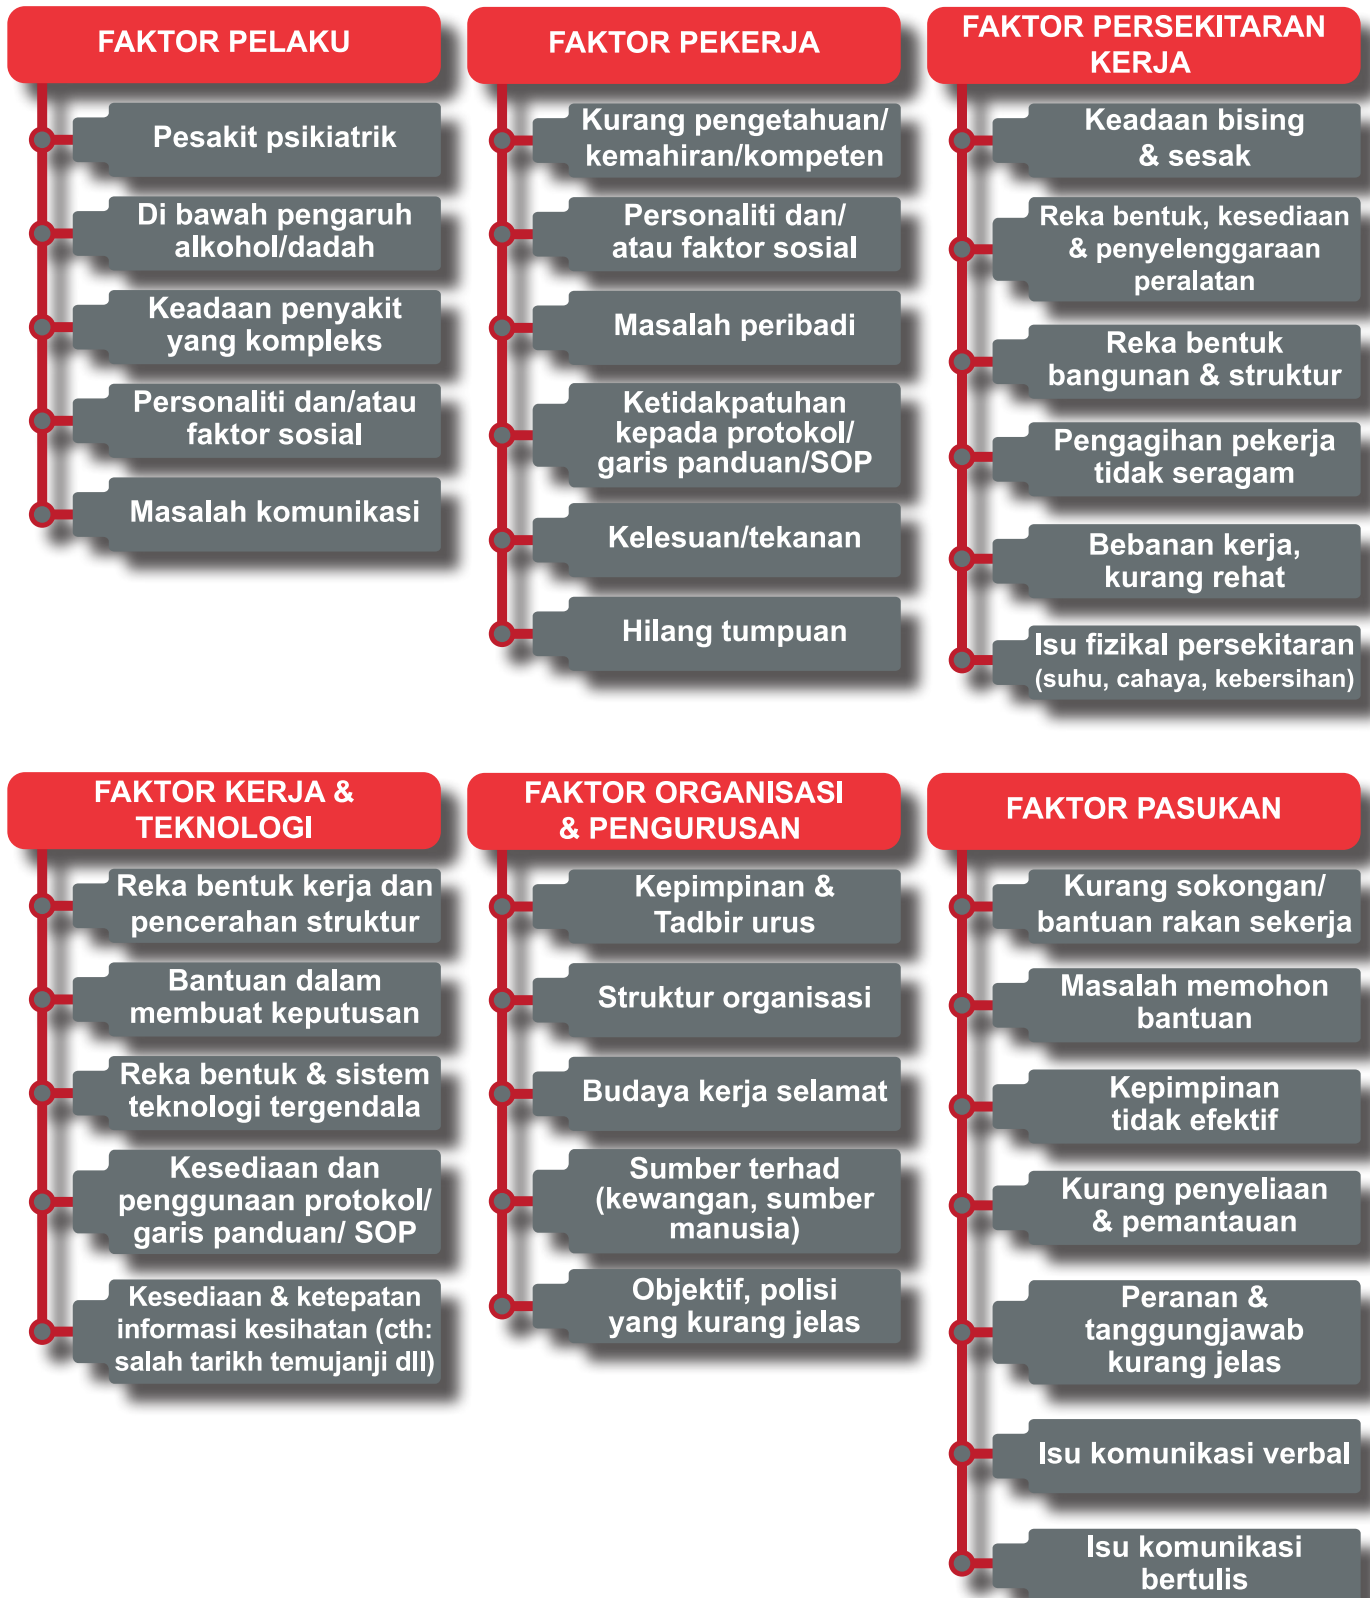 FAKTOR PELAKU
Pesakit psikiatrik
Di bawah pengaruh
alkohol/dadah
Keadaan penyakit
yang kompleks
Personaliti dan/atau
faktor sosial
Masalah komunikasi
FAKTOR PEKERJA
Kurang pengetahuan/
kemahiran/kompeten
Personaliti dan/
atau faktor sosial
Masalah peribadi
Ketidakpatuhan
kepada protokol/
garis panduan/SOP
Kelesuan/tekanan
Hilang tumpuan
FAKTOR PERSEKITARAN
KERJA
Keadaan bising
& sesak
Reka bentuk, kesediaan
& penyelenggaraan
peralatan
Reka bentuk
bangunan & struktur
Pengagihan pekerja
tidak seragam
Bebanan kerja,
kurang rehat
Isu fizikal persekitaran
(suhu, cahaya, kebersihan)
FAKTOR KERJA &
TEKNOLOGI
Reka bentuk kerja dan
pencerahan struktur
Bantuan dalam
membuat keputusan
Reka bentuk & sistem
teknologi tergendala
Kesediaan dan
penggunaan protokol/
garis panduan/ SOP
Kesediaan & ketepatan
informasi kesihatan (cth:
salah tarikh temujanji dll)
FAKTOR ORGANISASI
& PENGURUSAN
Kepimpinan &
Tadbir urus
Struktur organisasi
Budaya kerja selamat
Sumber terhad
(kewangan, sumber
manusia)
Objektif, polisi
yang kurang jelas
FAKTOR PASUKAN
Kurang sokongan/
bantuan rakan sekerja
Masalah memohon
bantuan
Kepimpinan
tidak efektif
Kurang penyeliaan
& pemantauan
Peranan &
tanggungjawab
kurang jelas
Isu komunikasi verbal
Isu komunikasi
bertulis